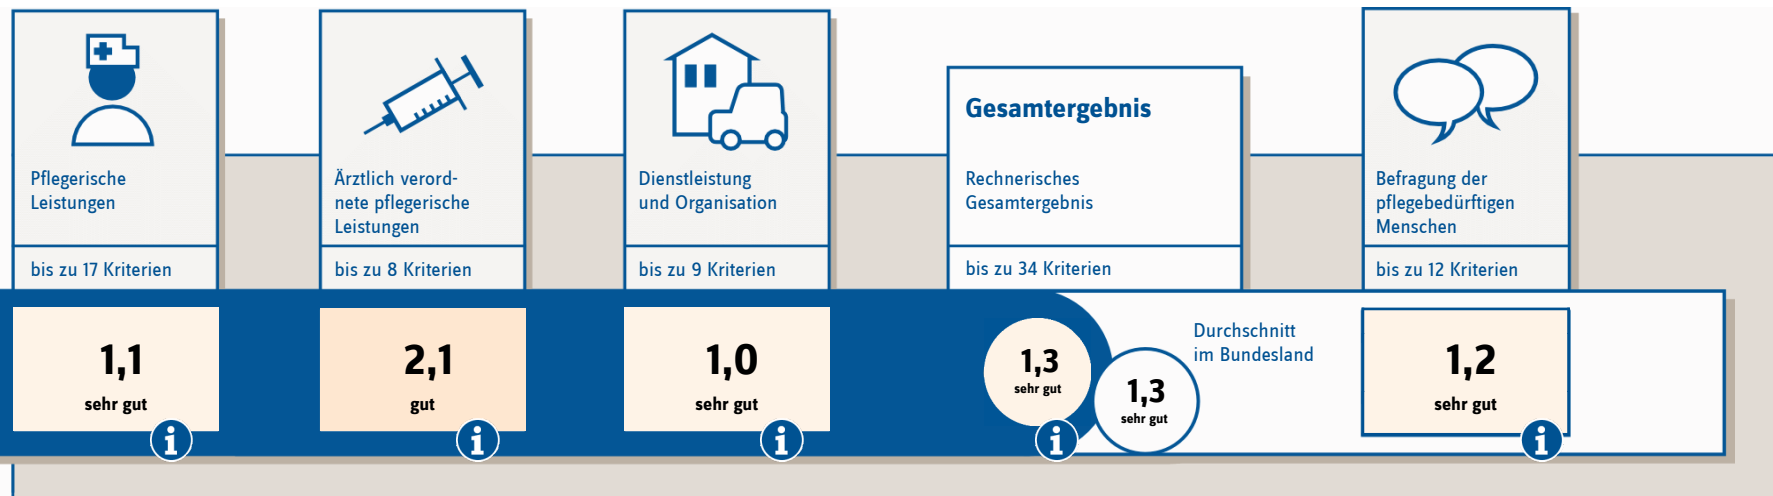 Pflegerische
Leistungen
bis zu 17 Kriterien
1,1
sehr gut
i
Ärztlich verord-
nete pflegerische
Leistungen
bis zu 8 Kriterien
2,1
gut
i
Dienstleistung
und Organisation
bis zu 9 Kriterien
1,0
sehr gut
i
Gesamtergebnis
Rechnerisches
Gesamtergebnis
bis zu 34 Kriterien
1,3
sehr gut
i
1,3
sehr gut
Durchschnitt
im Bundesland
Befragung der
pflegebedürftigen
Menschen
bis zu 12 Kriterien
1,2
sehr gut
i